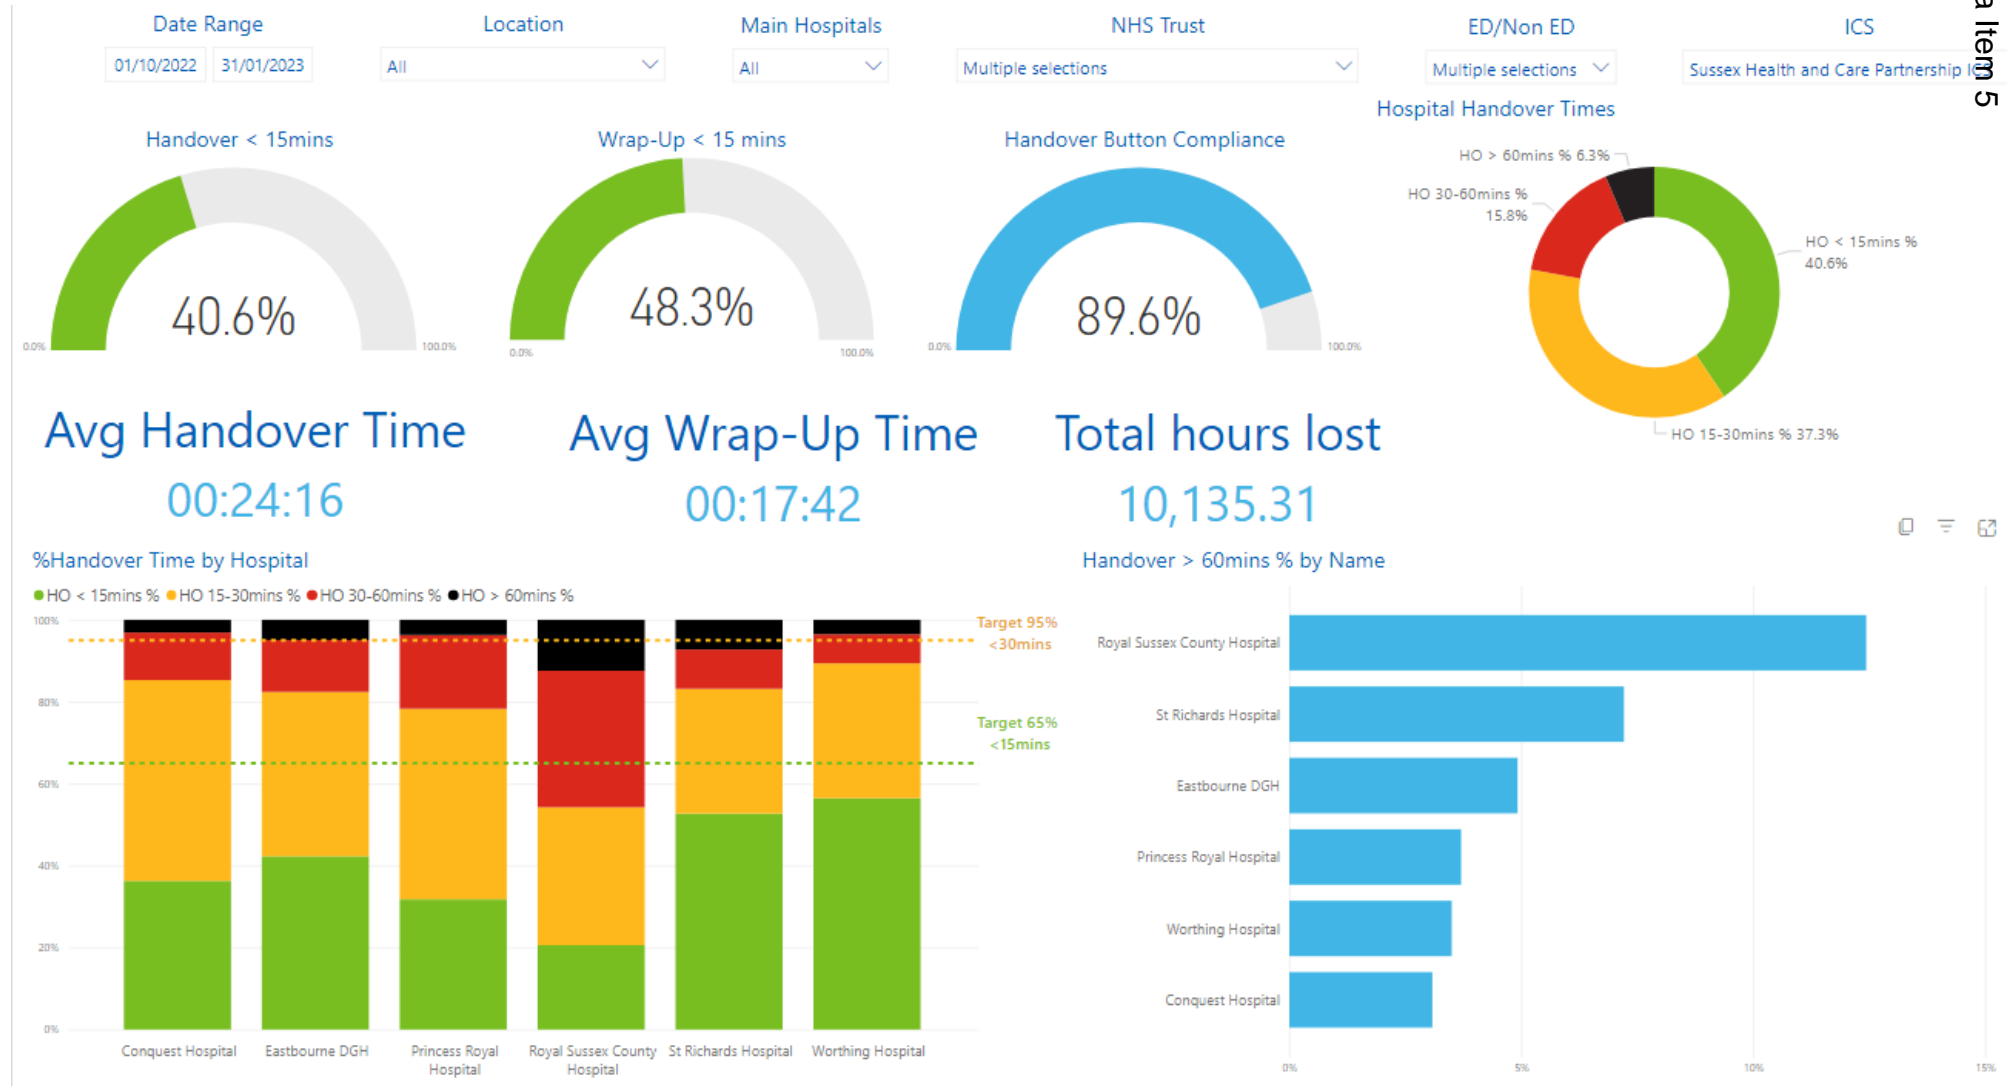 Date Range
Location
Main Hospitals
NHS Trust
ED/Non ED
ICS
01/10/2022
31/01/2023
All
All
Multiple selections
Multiple selections
Sussex Health and Care Partnership ICS
a Item 5
Handover < 15mins
40.6%
0.0%
100.0%
Wrap-Up < 15 mins
48.3%
0.0%
100.0%
Handover Button Compliance
89.6%
0.0%
100.0%
Hospital Handover Times
HO > 60mins % 6.3%
HO 30-60mins %
15.8%
HO < 15mins %
40.6%
HO 15-30mins % 37.3%
Avg Handover Time
00:24:16
Avg Wrap-Up Time
00:17:42
Total hours lost
10,135.31
%Handover Time by Hospital
HO < 15mins % HO 15-30mins % HO 30-60mins % HO > 60mins %
100%
80%
60%
40%
20%
0%
Target 95%
<30mins
Target 65%
<15mins
Conquest Hospital
Eastbourne DGH
Princess Royal
Hospital
Royal Sussex County
Hospital
St Richards Hospital
Worthing Hospital
Handover > 60mins % by Name
Royal Sussex County Hospital
St Richards Hospital
Eastbourne DGH
Princess Royal Hospital
Worthing Hospital
Conquest Hospital
0%
5%
10%
15%